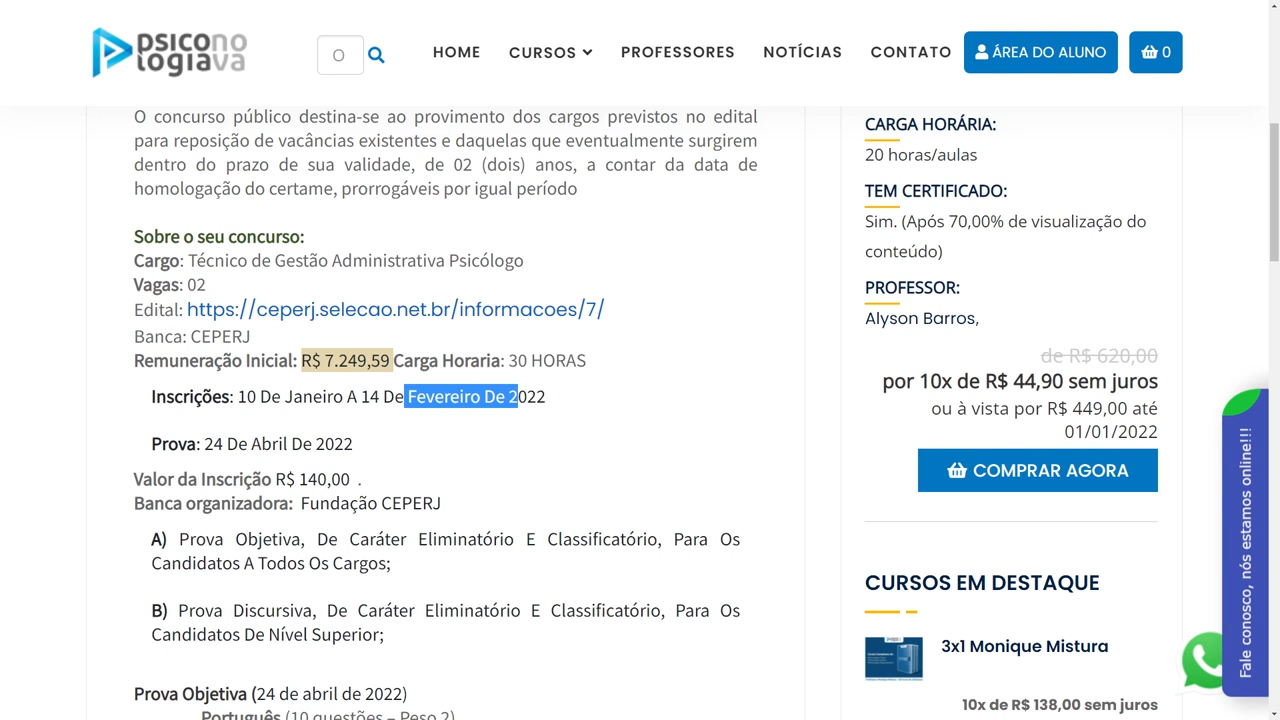 psicono
logiava
O
HOME
CURSOS
PROFESSORES
NOTÍCIAS
CONTATO
ÁREA DO ALUNO
0
O concurso público destina-se ao provimento dos cargos previstos no edital
para reposição de vacâncias existentes e daquelas que eventualmente surgirem
dentro do prazo de sua validade, de 02 (dois) anos, a contar da data de
homologação do certame, prorrogáveis por igual período
Sobre o seu concurso:
Cargo: Técnico de Gestão Administrativa Psicólogo
Vagas: 02
Edital: https://ceperj.selecao.net.br/informacoes/7/
Banca: CEPERJ
Remuneração Inicial: R$ 7.249,59 Carga Horaria: 30 HORAS
Inscrições: 10 De Janeiro A 14 De Fevereiro De 2022
Prova: 24 De Abril De 2022
Valor da Inscrição R$ 140,00 .
Banca organizadora: Fundação CEPERJ
A) Prova Objetiva, De Caráter Eliminatório E Classificatório, Para Os
Candidatos A Todos Os Cargos;
B) Prova Discursiva, De Caráter Eliminatório E Classificatório, Para Os
Candidatos De Nível Superior;
Prova Objetiva (24 de abril de 2022)
Português (10 questões – Peso 2)
CARGA HORÁRIA:
20 horas/aulas
TEM CERTIFICADO:
Sim. (Após 70,00% de visualização do
conteúdo)
PROFESSOR:
Alyson Barros,
de R$ 620,00
por 10x de R$ 44,90 sem juros
ou à vista por R$ 449,00 até
01/01/2022
COMPRAR AGORA
CURSOS EM DESTAQUE
3x1 Monique Mistura
10x de R$ 138,00 sem juros
Fale conosco, nós estamos online!!!